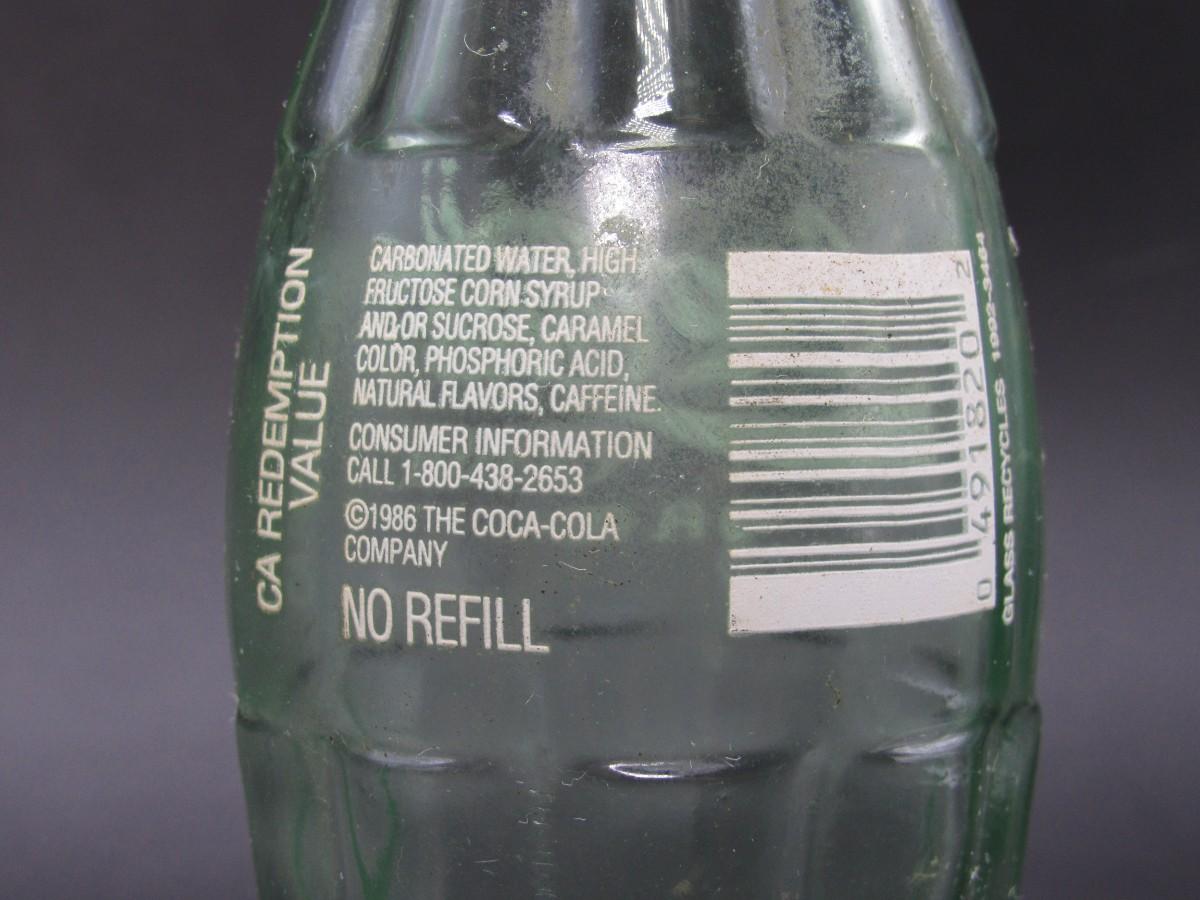 CA REDEMPTION
VALUE
CARBONATED WATER, HIGH
FRUCTOSE CORN SYRUP
AND/OR SUCROSE, CARAMEL
COLOR, PHOSPHORIC ACID,
NATURAL FLAVORS, CAFFEINE.
CONSUMER INFORMATION
CALL 1-800-438-2653
©1986 THE COCA-COLA
COMPANY
NO REFILL
0 491820 2
GLASS RECYCLES